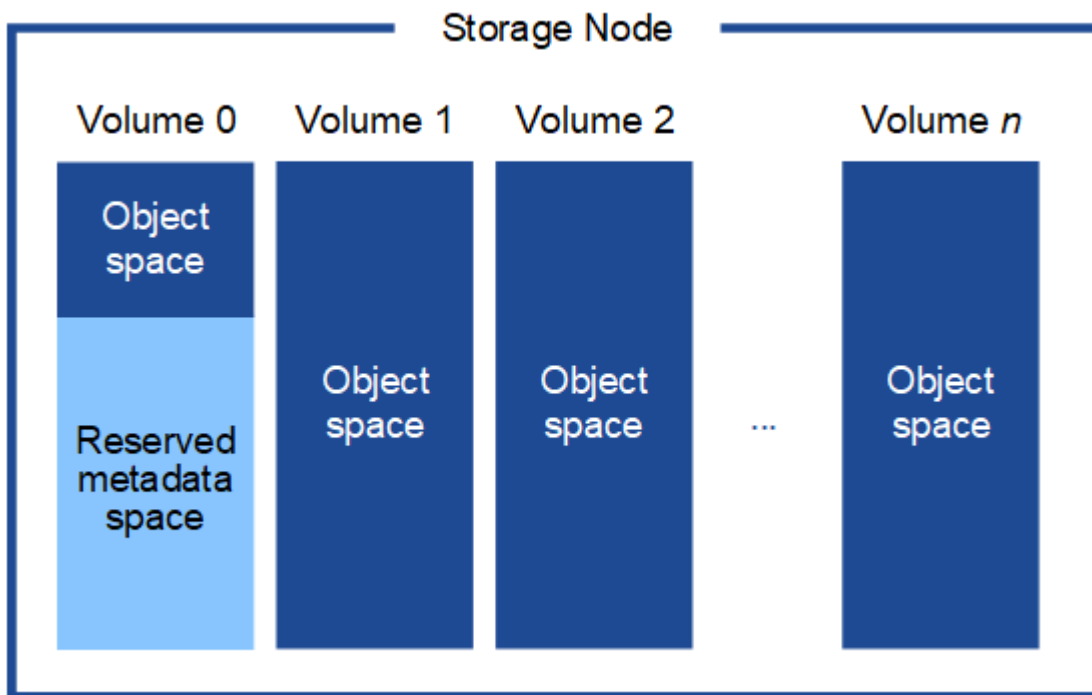 Storage Node
Volume 0
Volume 1
Volume 2
Volume n
Object
space
Reserved
metadata
space
Object
space
Object
space
...
Object
space